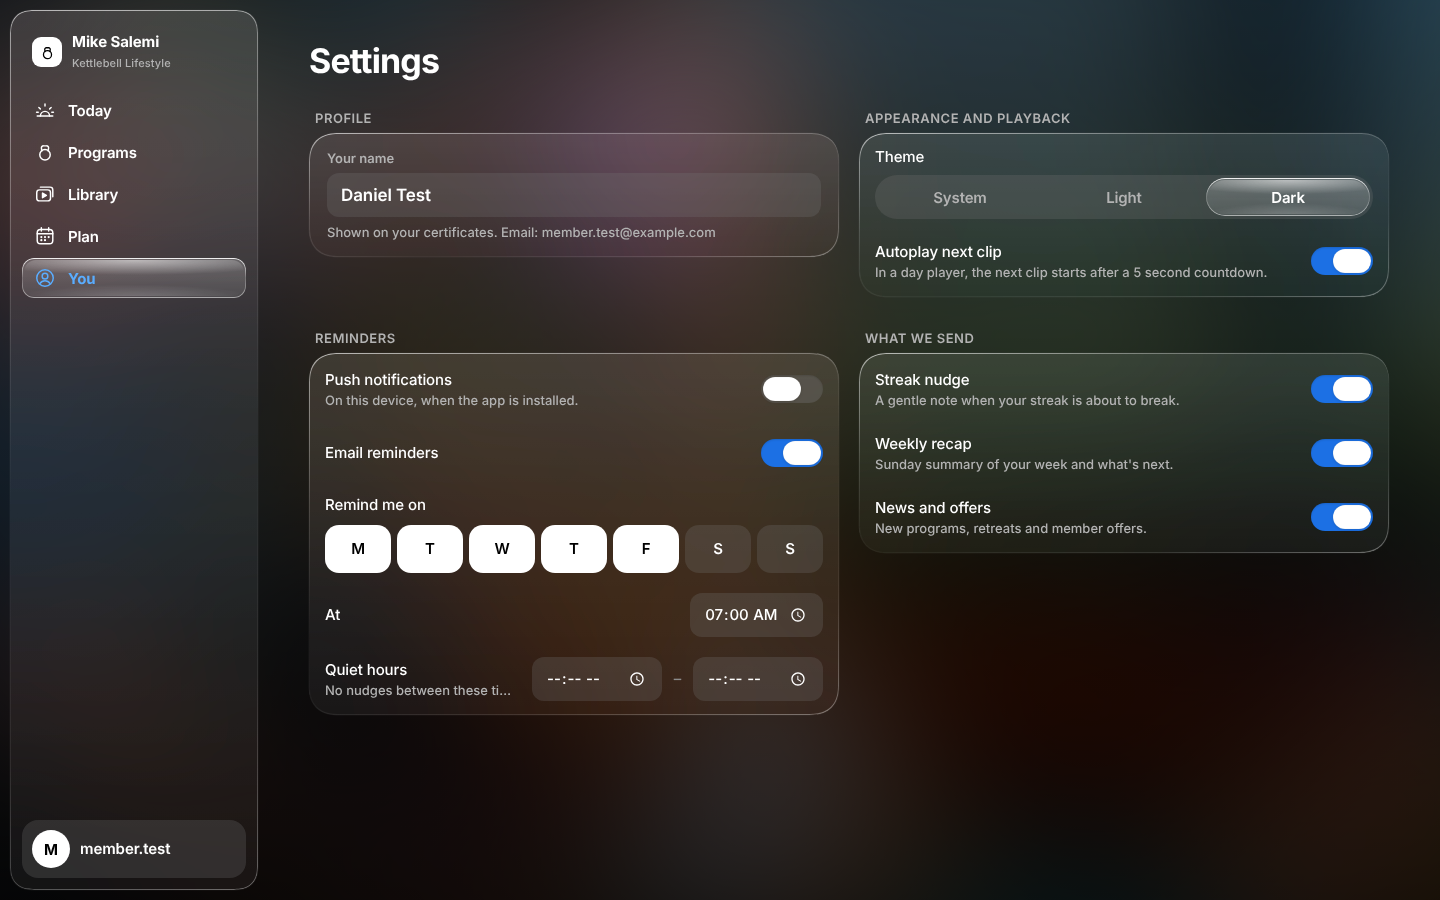 Mike Salemi
Kettlebell Lifestyle
Today
Programs
Library
Plan
You
M
member.test
Settings
PROFILE
Your name
Daniel Test
Shown on your certificates. Email: member.test@example.com
APPEARANCE AND PLAYBACK
Theme
System Light Dark
Autoplay next clip
In a day player, the next clip starts after a 5 second countdown.
REMINDERS
Push notifications
On this device, when the app is installed.
Email reminders
Remind me on
M T W T F S S
At 07:00 AM
Quiet hours
No nudges between these ti... --:-- -- – --:-- --
WHAT WE SEND
Streak nudge
A gentle note when your streak is about to break.
Weekly recap
Sunday summary of your week and what's next.
News and offers
New programs, retreats and member offers.